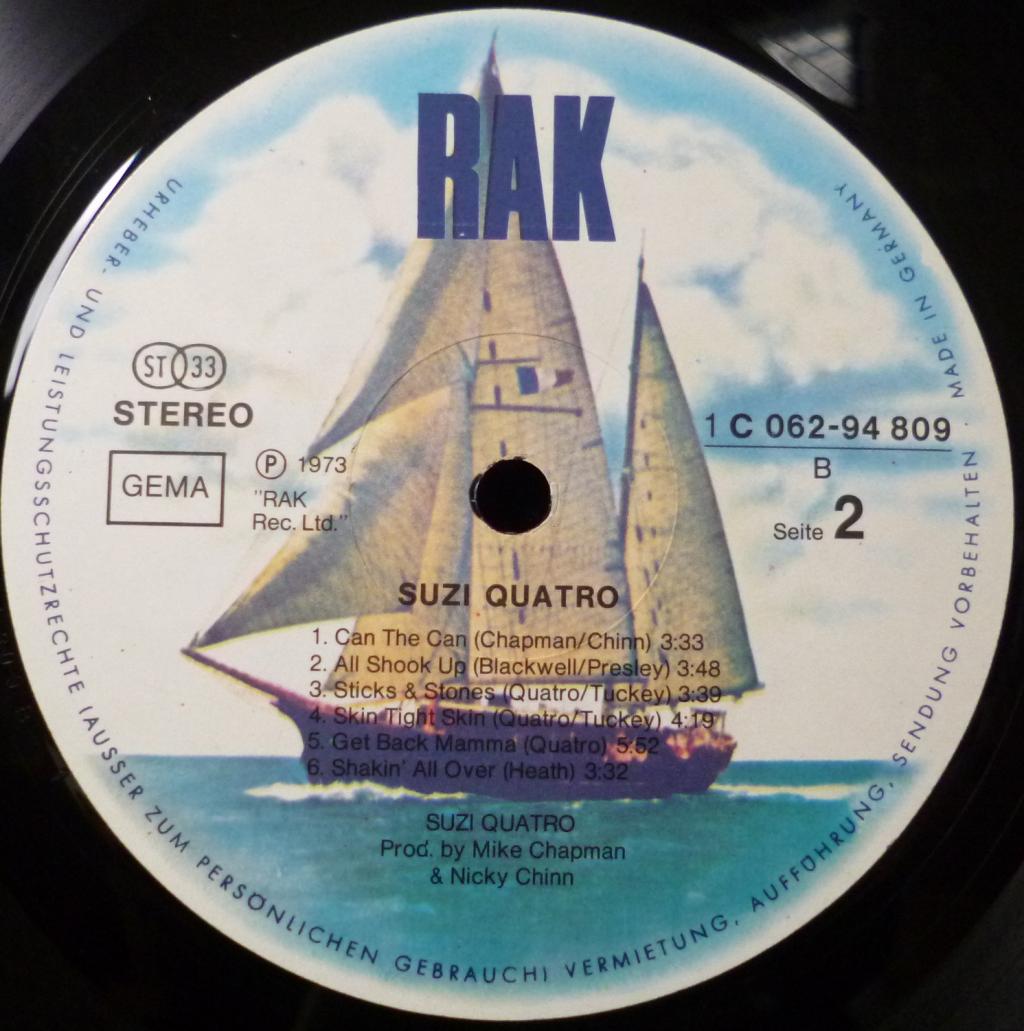 RAK
ST 33
STEREO
GEMA
Ⓟ 1973
"RAK
Rec. Ltd."
1 C 062-94 809
B
Seite 2
SUZI QUATRO
1. Can The Can (Chapman/Chinn) 3:33
2. All Shook Up (Blackwell/Presley) 3:48
3. Sticks & Stones (Quatro/Tuckey) 3:39
4. Skin Tight Skin (Quatro/Tuckey) 4:19
5. Get Back Mamma (Quatro) 5:52
6. Shakin' All Over (Heath) 3:32
SUZI QUATRO
Prod. by Mike Chapman
& Nicky Chinn
URHEBER- UND LEISTUNGSSCHUTZRECHTE (AUSSER ZUM PERSÖNLICHEN GEBRAUCH) VERMIETUNG, AUFFÜHRUNG, SENDUNG VORBEHALTEN MADE IN GERMANY